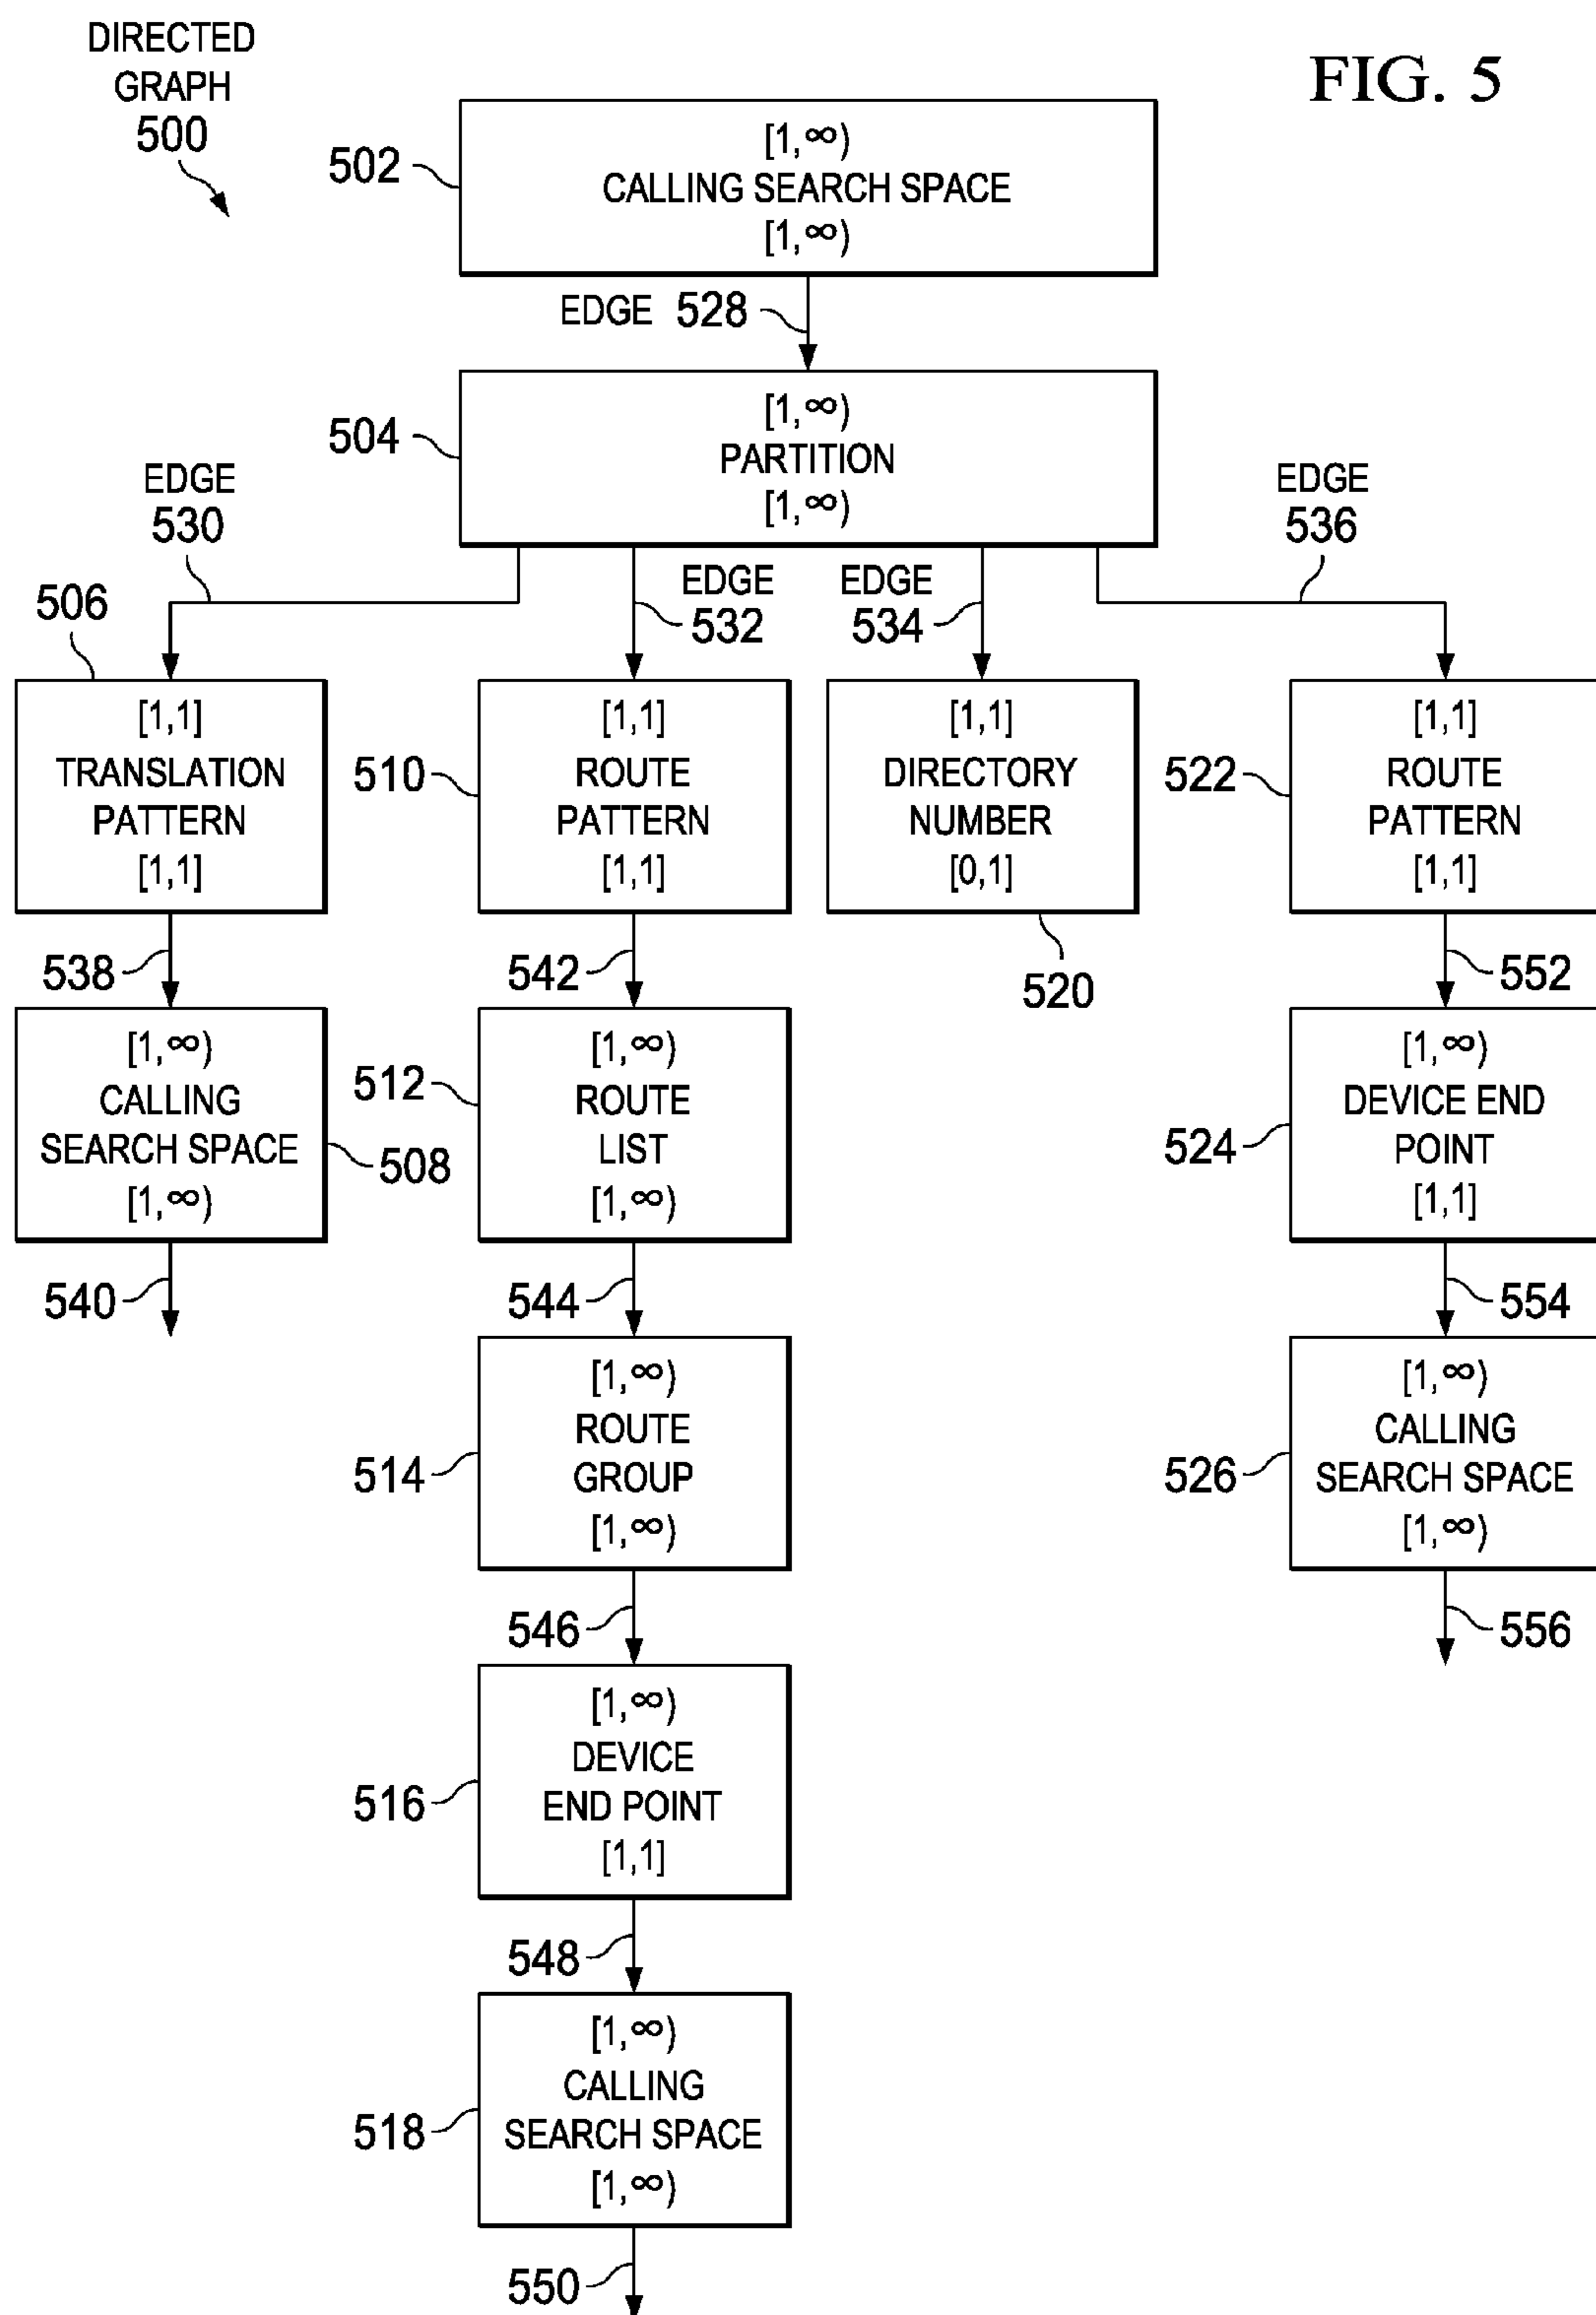 DIRECTED
GRAPH
500
FIG. 5
502
[1,∞)
CALLING SEARCH SPACE
[1,∞)
EDGE 528
504
[1,∞)
PARTITION
[1,∞)
EDGE
530
EDGE
532
EDGE
534
EDGE
536
506
[1,1]
TRANSLATION
PATTERN
[1,1]
510
[1,1]
ROUTE
PATTERN
[1,1]
[1,1]
DIRECTORY
NUMBER
[0,1]
520
522
[1,1]
ROUTE
PATTERN
[1,1]
538
542
552
[1,∞)
CALLING
SEARCH SPACE
[1,∞)
508
512
[1,∞)
ROUTE
LIST
[1,∞)
524
[1,∞)
DEVICE END
POINT
[1,1]
540
544
554
514
[1,∞)
ROUTE
GROUP
[1,∞)
526
[1,∞)
CALLING
SEARCH SPACE
[1,∞)
546
556
516
[1,∞)
DEVICE
END POINT
[1,1]
548
518
[1,∞)
CALLING
SEARCH SPACE
[1,∞)
550